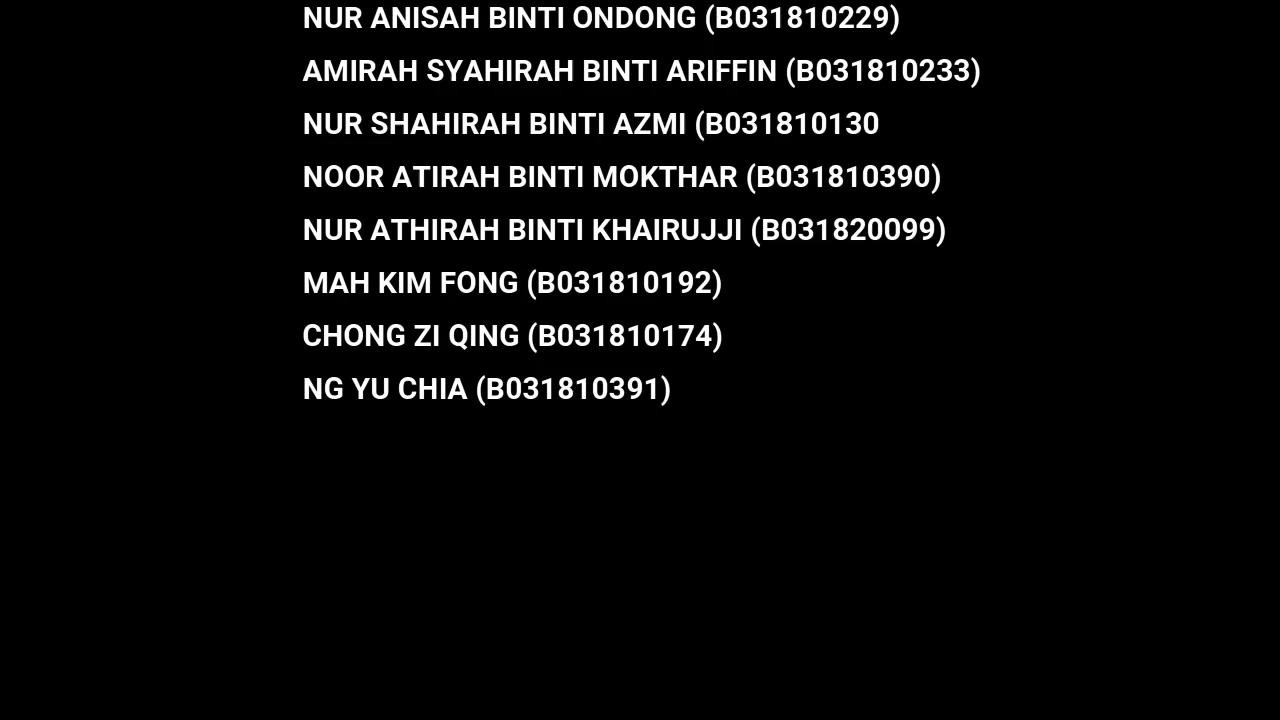 NUR ANISAH BINTI ONDONG (B031810229)
AMIRAH SYAHIRAH BINTI ARIFFIN (B031810233)
NUR SHAHIRAH BINTI AZMI (B031810130
NOOR ATIRAH BINTI MOKTHAR (B031810390)
NUR ATHIRAH BINTI KHAIRUJJI (B031820099)
MAH KIM FONG (B031810192)
CHONG ZI QING (B031810174)
NG YU CHIA (B031810391)